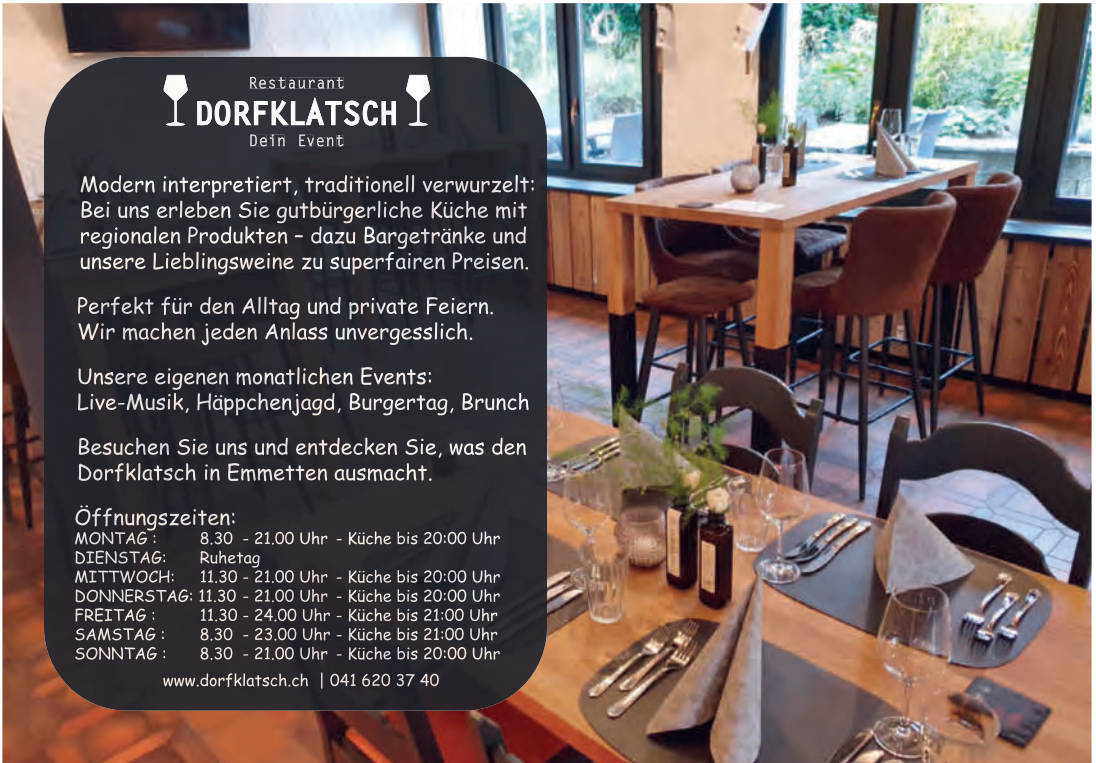 Restaurant
DORFKLATSCH
Dein Event
Modern interpretiert, traditionell verwurzelt:
Bei uns erleben Sie gutbürgerliche Küche mit
regionalen Produkten – dazu Bargetränke und
unsere Lieblingsweine zu superfairen Preisen.
Perfekt für den Alltag und private Feiern.
Wir machen jeden Anlass unvergesslich.
Unsere eigenen monatlichen Events:
Live-Musik, Häppchenjagd, Burgertag, Brunch
Besuchen Sie uns und entdecken Sie, was den
Dorfklatsch in Emmetten ausmacht.
Öffnungszeiten:
MONTAG : 8.30 - 21.00 Uhr - Küche bis 20:00 Uhr
DIENSTAG: Ruhetag
MITTWOCH: 11.30 - 21.00 Uhr - Küche bis 20:00 Uhr
DONNERSTAG: 11.30 - 21.00 Uhr - Küche bis 20:00 Uhr
FREITAG : 11.30 - 24.00 Uhr - Küche bis 21:00 Uhr
SAMSTAG : 8.30 - 23.00 Uhr - Küche bis 21:00 Uhr
SONNTAG : 8.30 - 21.00 Uhr - Küche bis 20:00 Uhr
www.dorfklatsch.ch | 041 620 37 40